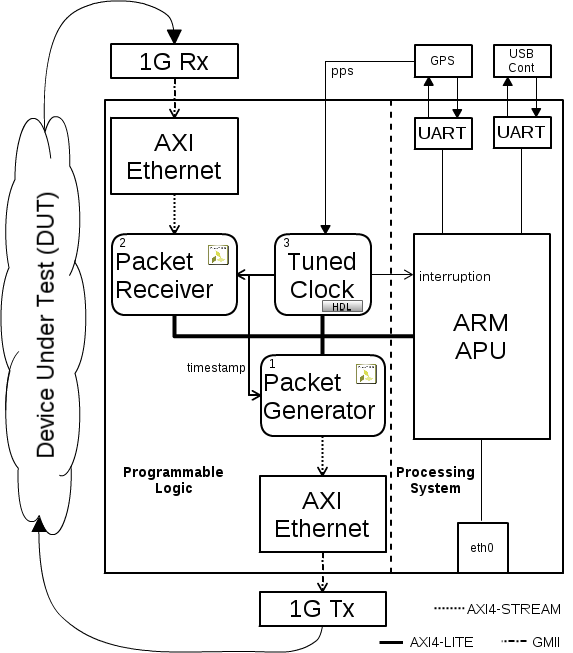 1G Rx
GPS
USB
Cont
pps
AXI
Ethernet
UART
UART
Device Under Test (DUT)
2
Packet
Receiver
3
Tuned
Clock
HDL
interruption
ARM
APU
timestamp
1
Packet
Generator
Programmable
Logic
Processing
System
AXI
Ethernet
eth0
1G Tx
AXI4-STREAM
AXI4-LITE
GMII